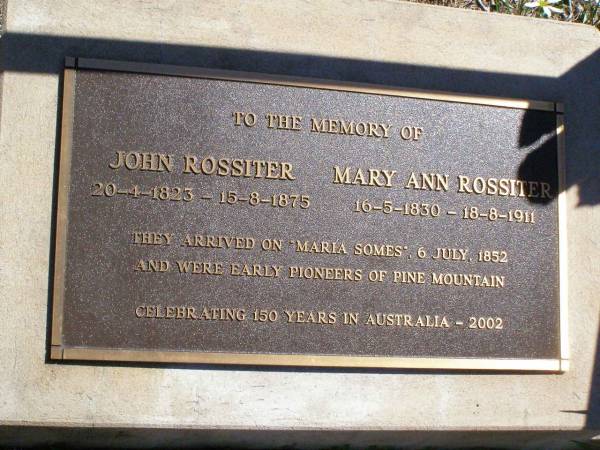 TO THE MEMORY OF
JOHN ROSSITER MARY ANN ROSSITER
20-4-1823 - 15-8-1875 16-5-1830 - 18-8-1911
THEY ARRIVED ON "MARIA SOMES", 6 JULY, 1852
AND WERE EARLY PIONEERS OF PINE MOUNTAIN
CELEBRATING 150 YEARS IN AUSTRALIA - 2002